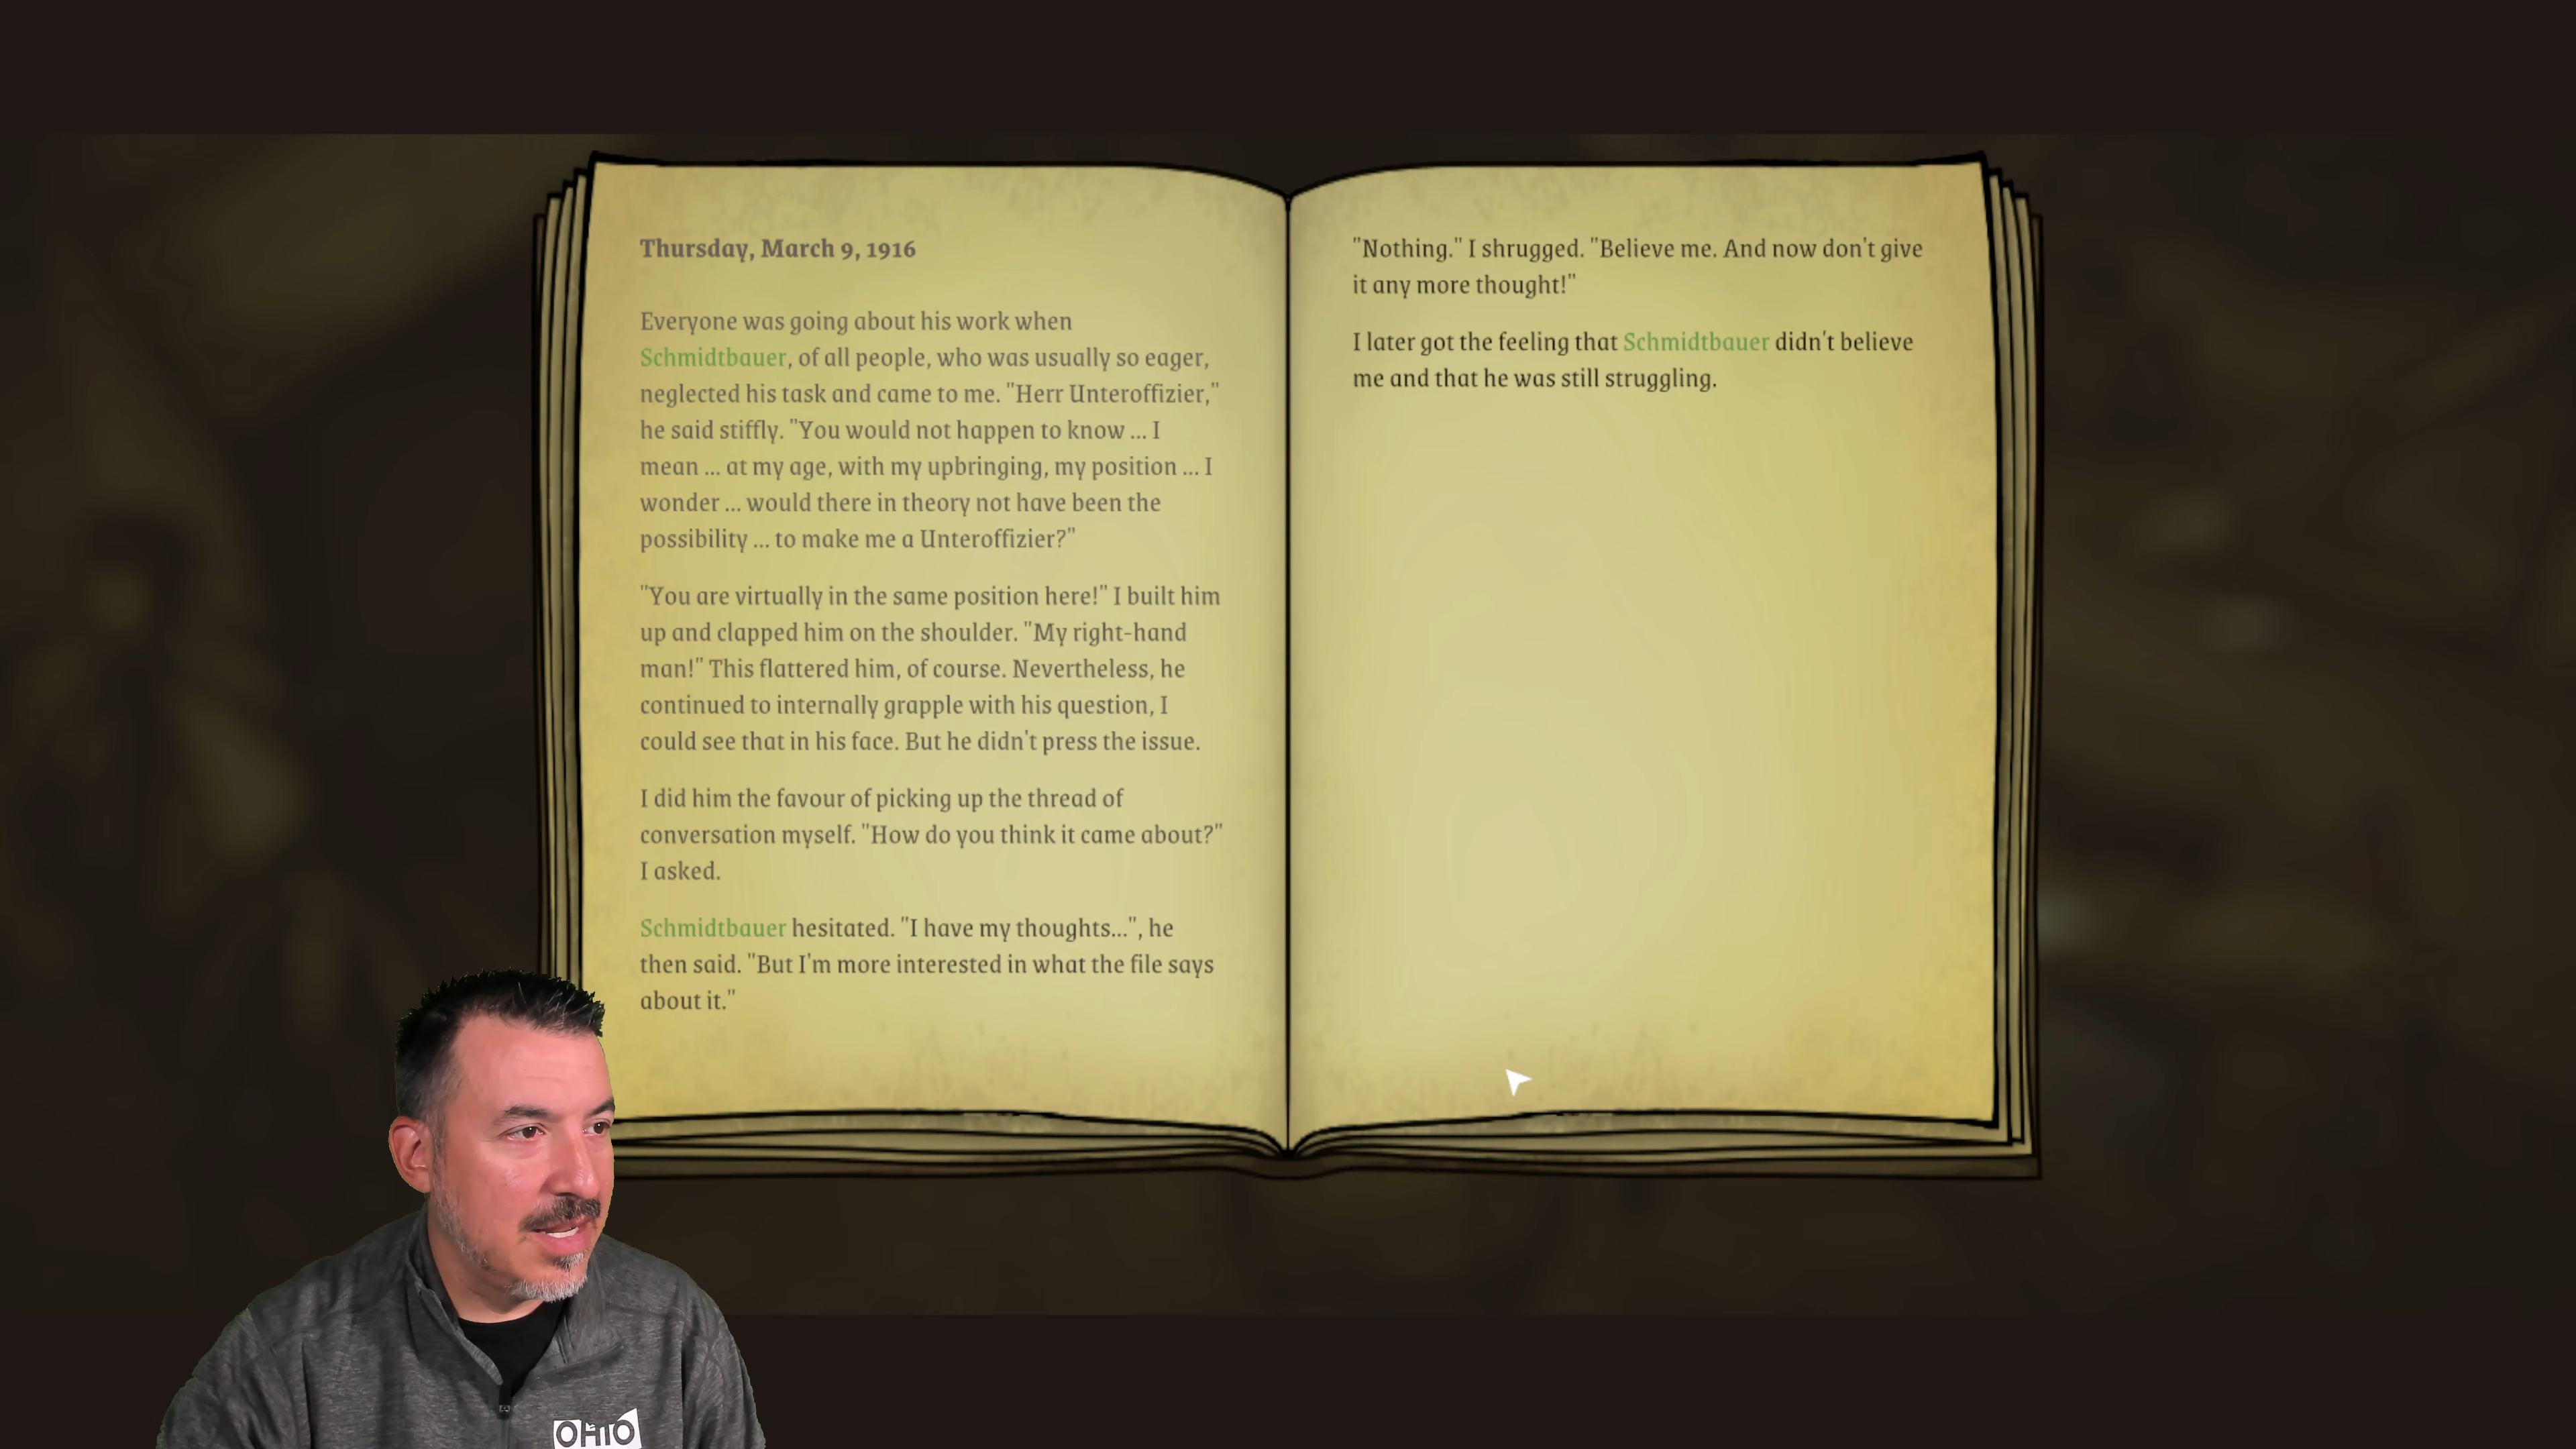 Thursday, March 9, 1916
Everyone was going about his work when
Schmidtbauer, of all people, who was usually so eager,
neglected his task and came to me. "Herr Unteroffizier,"
he said stiffly. "You would not happen to know ... I
mean ... at my age, with my upbringing, my position ... I
wonder ... would there in theory not have been the
possibility ... to make me a Unteroffizier?"
"You are virtually in the same position here!" I built him
up and clapped him on the shoulder. "My right-hand
man!" This flattered him, of course. Nevertheless, he
continued to internally grapple with his question, I
could see that in his face. But he didn't press the issue.
I did him the favour of picking up the thread of
conversation myself. "How do you think it came about?"
I asked.
Schmidtbauer hesitated. "I have my thoughts...", he
then said. "But I'm more interested in what the file says
about it."
"Nothing." I shrugged. "Believe me. And now don't give
it any more thought!"
I later got the feeling that Schmidtbauer didn't believe
me and that he was still struggling.
OHIO